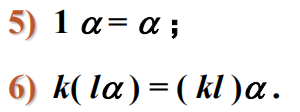 5) 1 α = α ;
6) k( lα ) = ( kl )α .